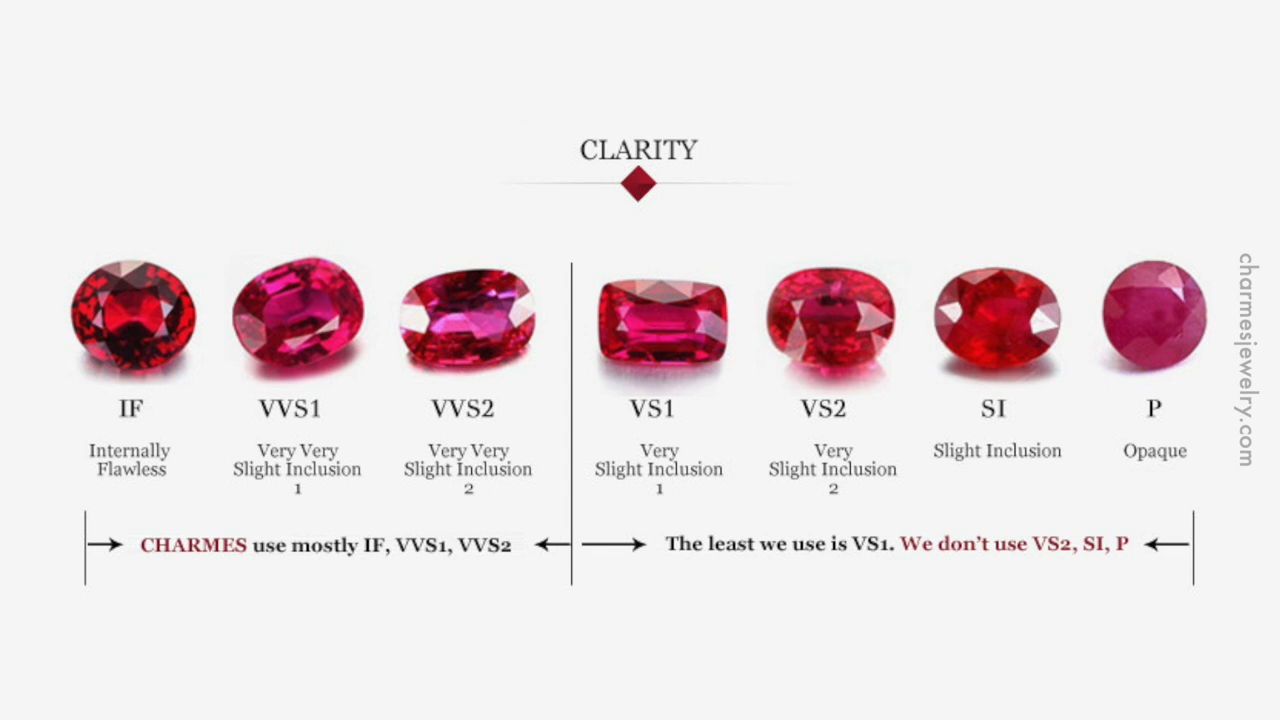 CLARITY
IF
VVS1
VVS2
VS1
VS2
SI
P
Internally
Flawless
Very Very
Slight Inclusion
1
Very Very
Slight Inclusion
2
Very
Slight Inclusion
1
Very
Slight Inclusion
2
Slight Inclusion
Opaque
CHARMES use mostly IF, VVS1, VVS2
The least we use is VS1. We don't use VS2, SI, P
charmesjewelry.com